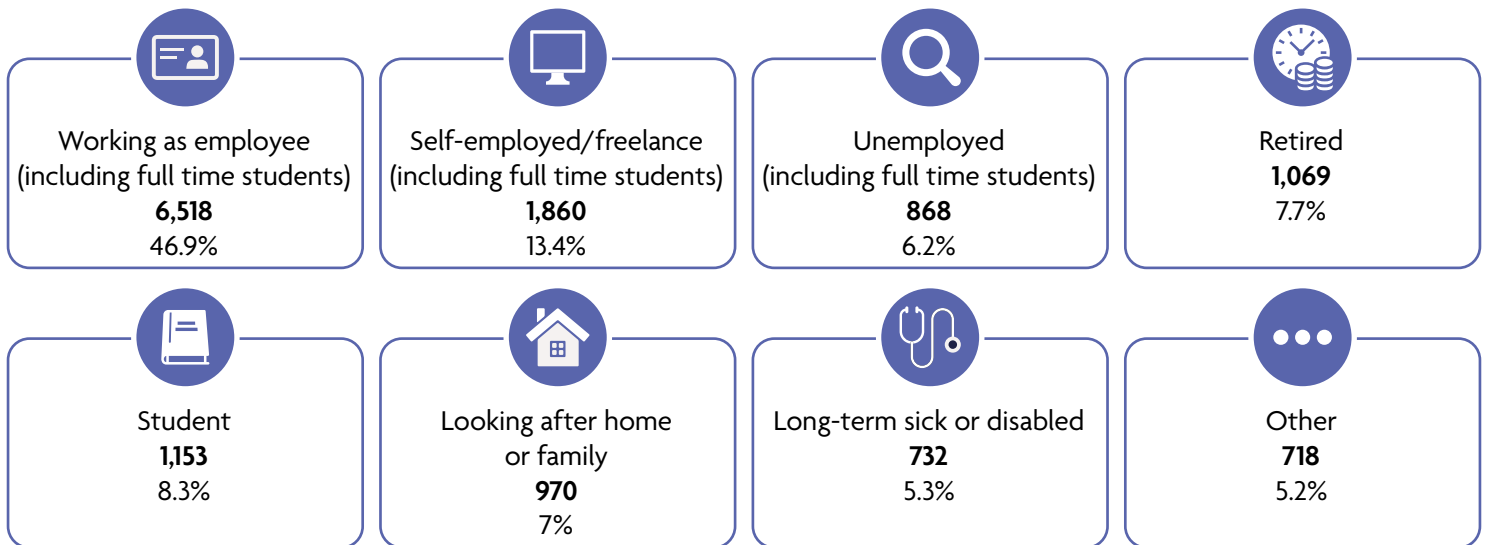 Working as employee
(including full time students)
6,518
46.9%
Self-employed/freelance
(including full time students)
1,860
13.4%
Unemployed
(including full time students)
868
6.2%
Retired
1,069
7.7%
Student
1,153
8.3%
Looking after home
or family
970
7%
Long-term sick or disabled
732
5.3%
Other
718
5.2%